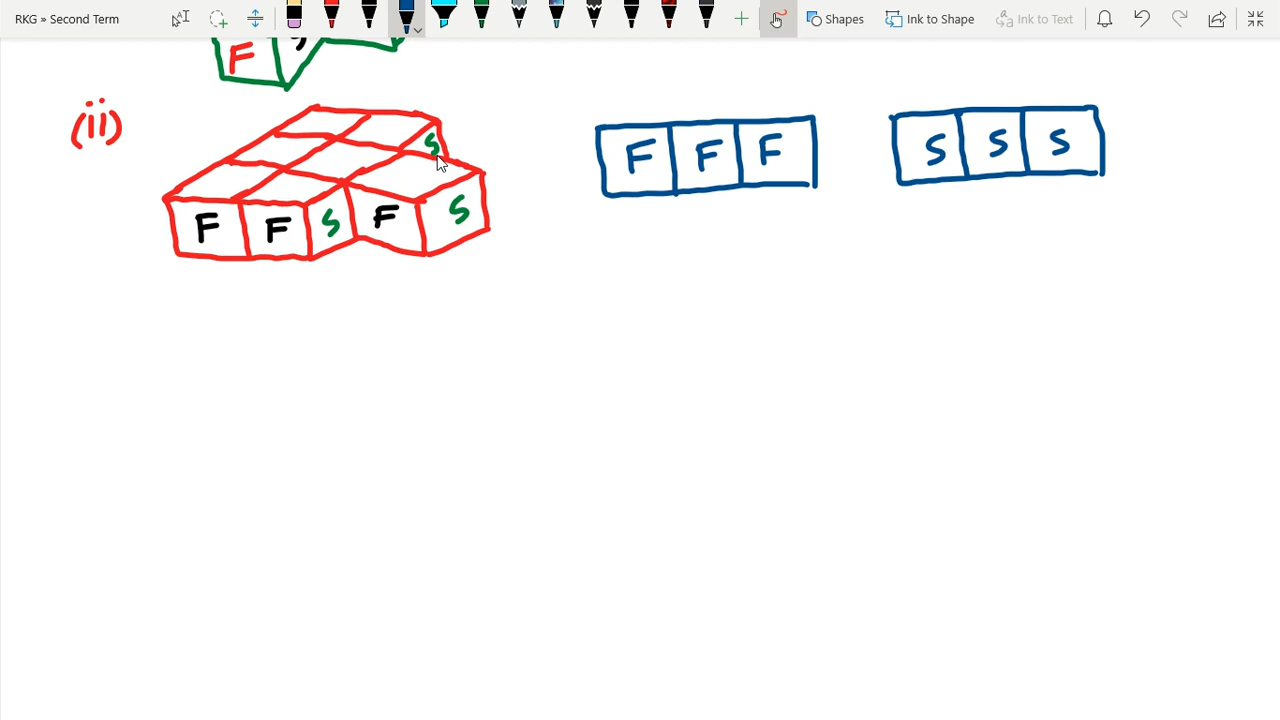 RKG » Second Term
Shapes
Ink to Shape
Ink to Text
F
(ii)
S
F F S F S
F F F
S S S